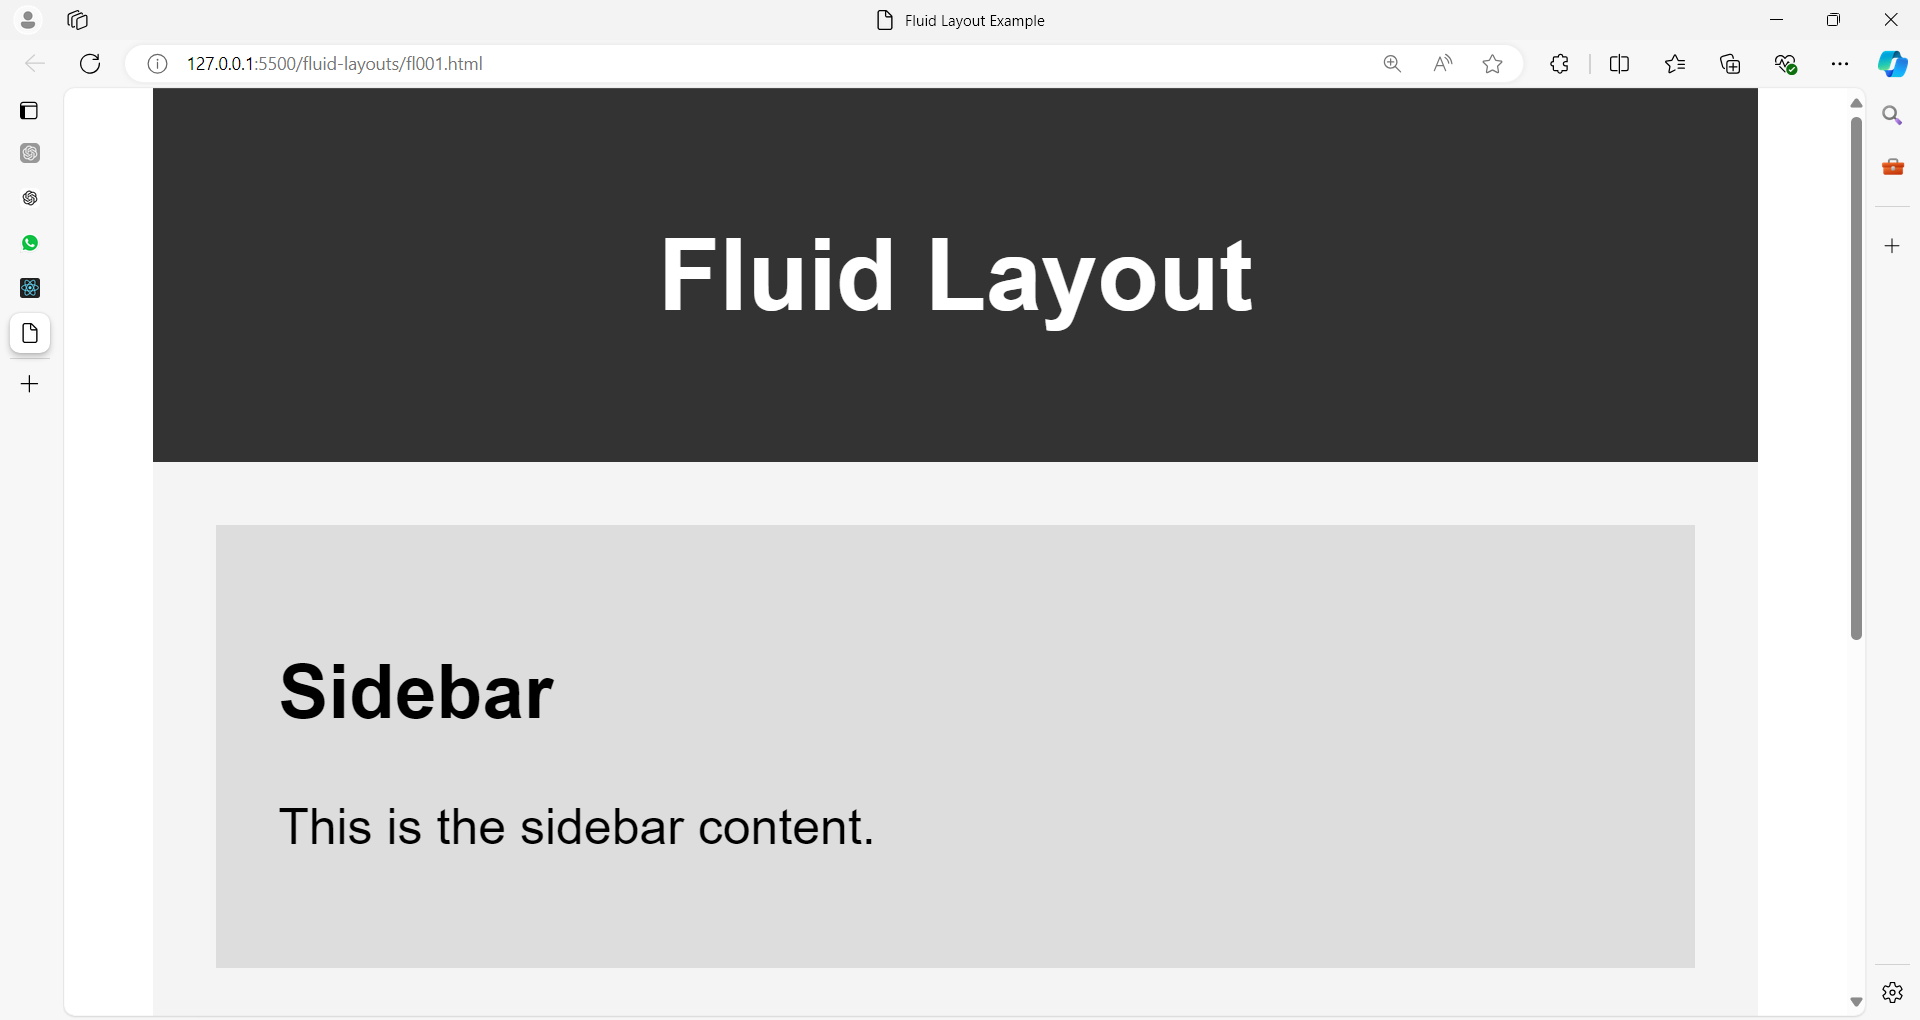 Fluid Layout Example
127.0.0.1:5500/fluid-layouts/fl001.html
Fluid Layout
Sidebar
This is the sidebar content.